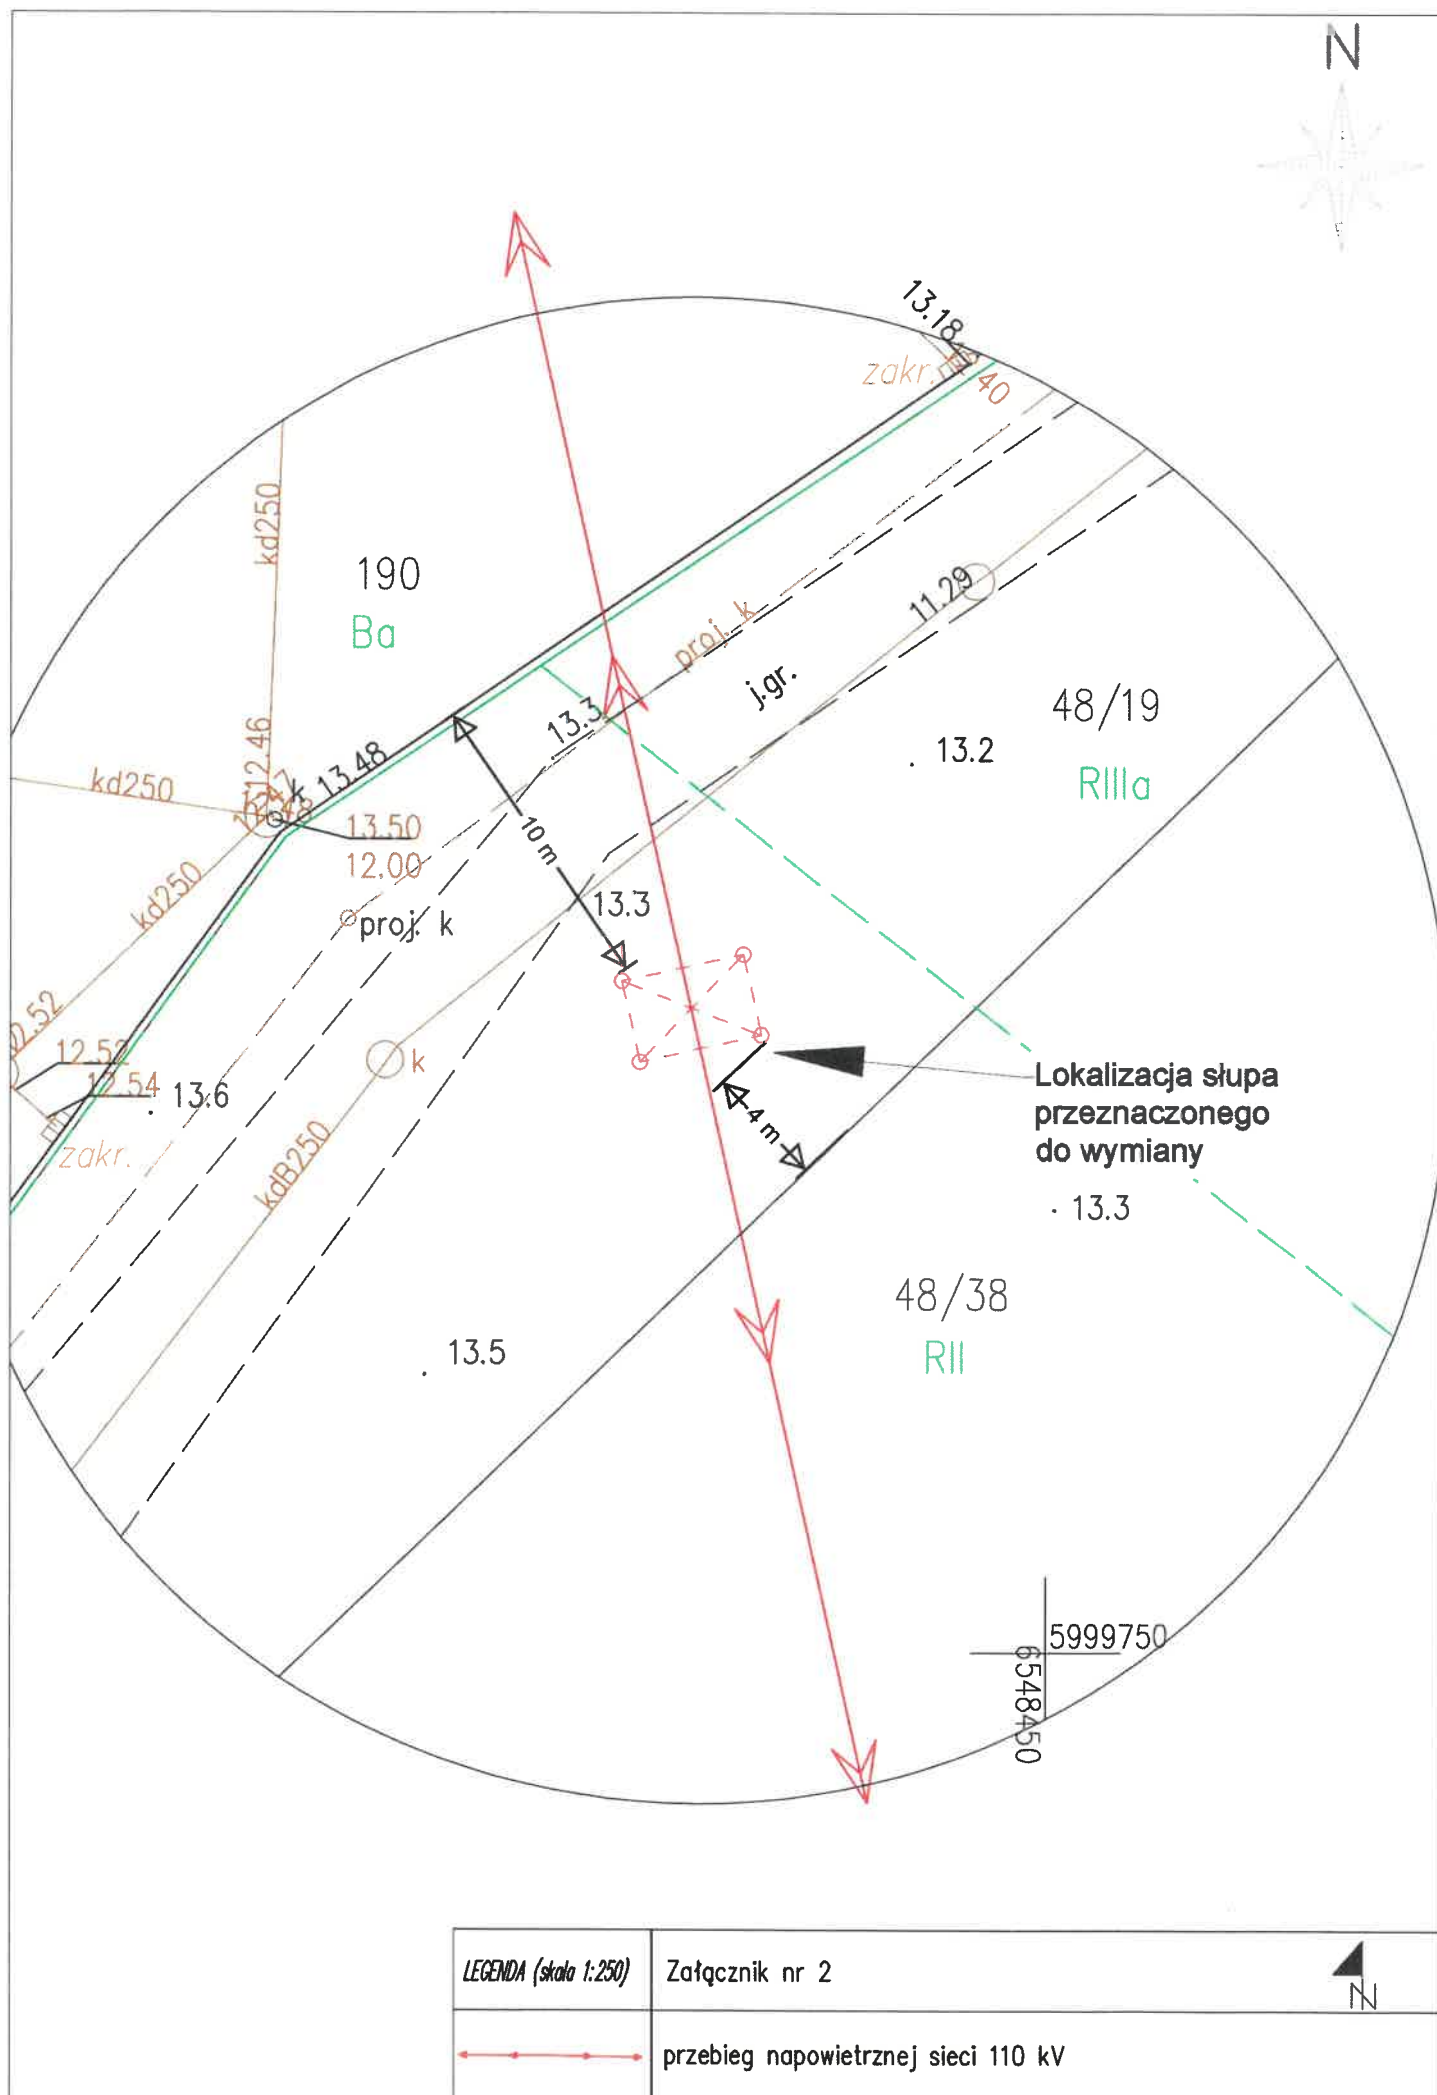 N
13.18
zakr.
40
kd250
190
Ba
proj. k
11.29
j.gr.
48/19
RIIIa
13.3
13.2
12.46
kd250
k
13.48
13.50
12.00
10 m
kd250
proj. k
13.3
12.52
12.54
13.6
k
zakr.
kdB250
4 m
Lokalizacja słupa
przeznaczonego
do wymiany
13.3
48/38
RII
13.5
5999750
6548450
LEGENDA (skala 1:250)
Załącznik nr 2
N
przebieg napowietrznej sieci 110 kV